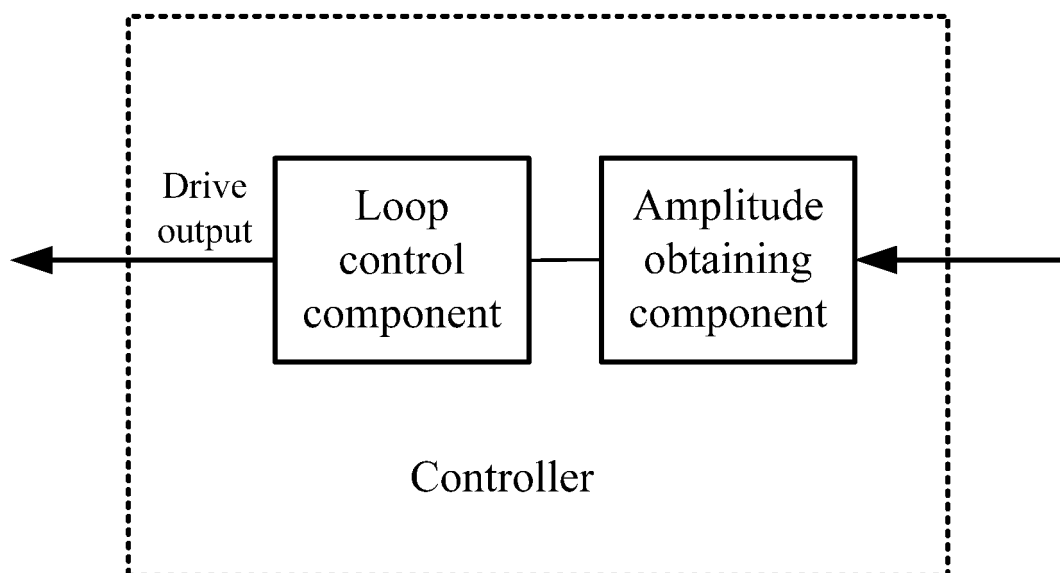 Drive
output
Loop
control
component
Amplitude
obtaining
component
Controller